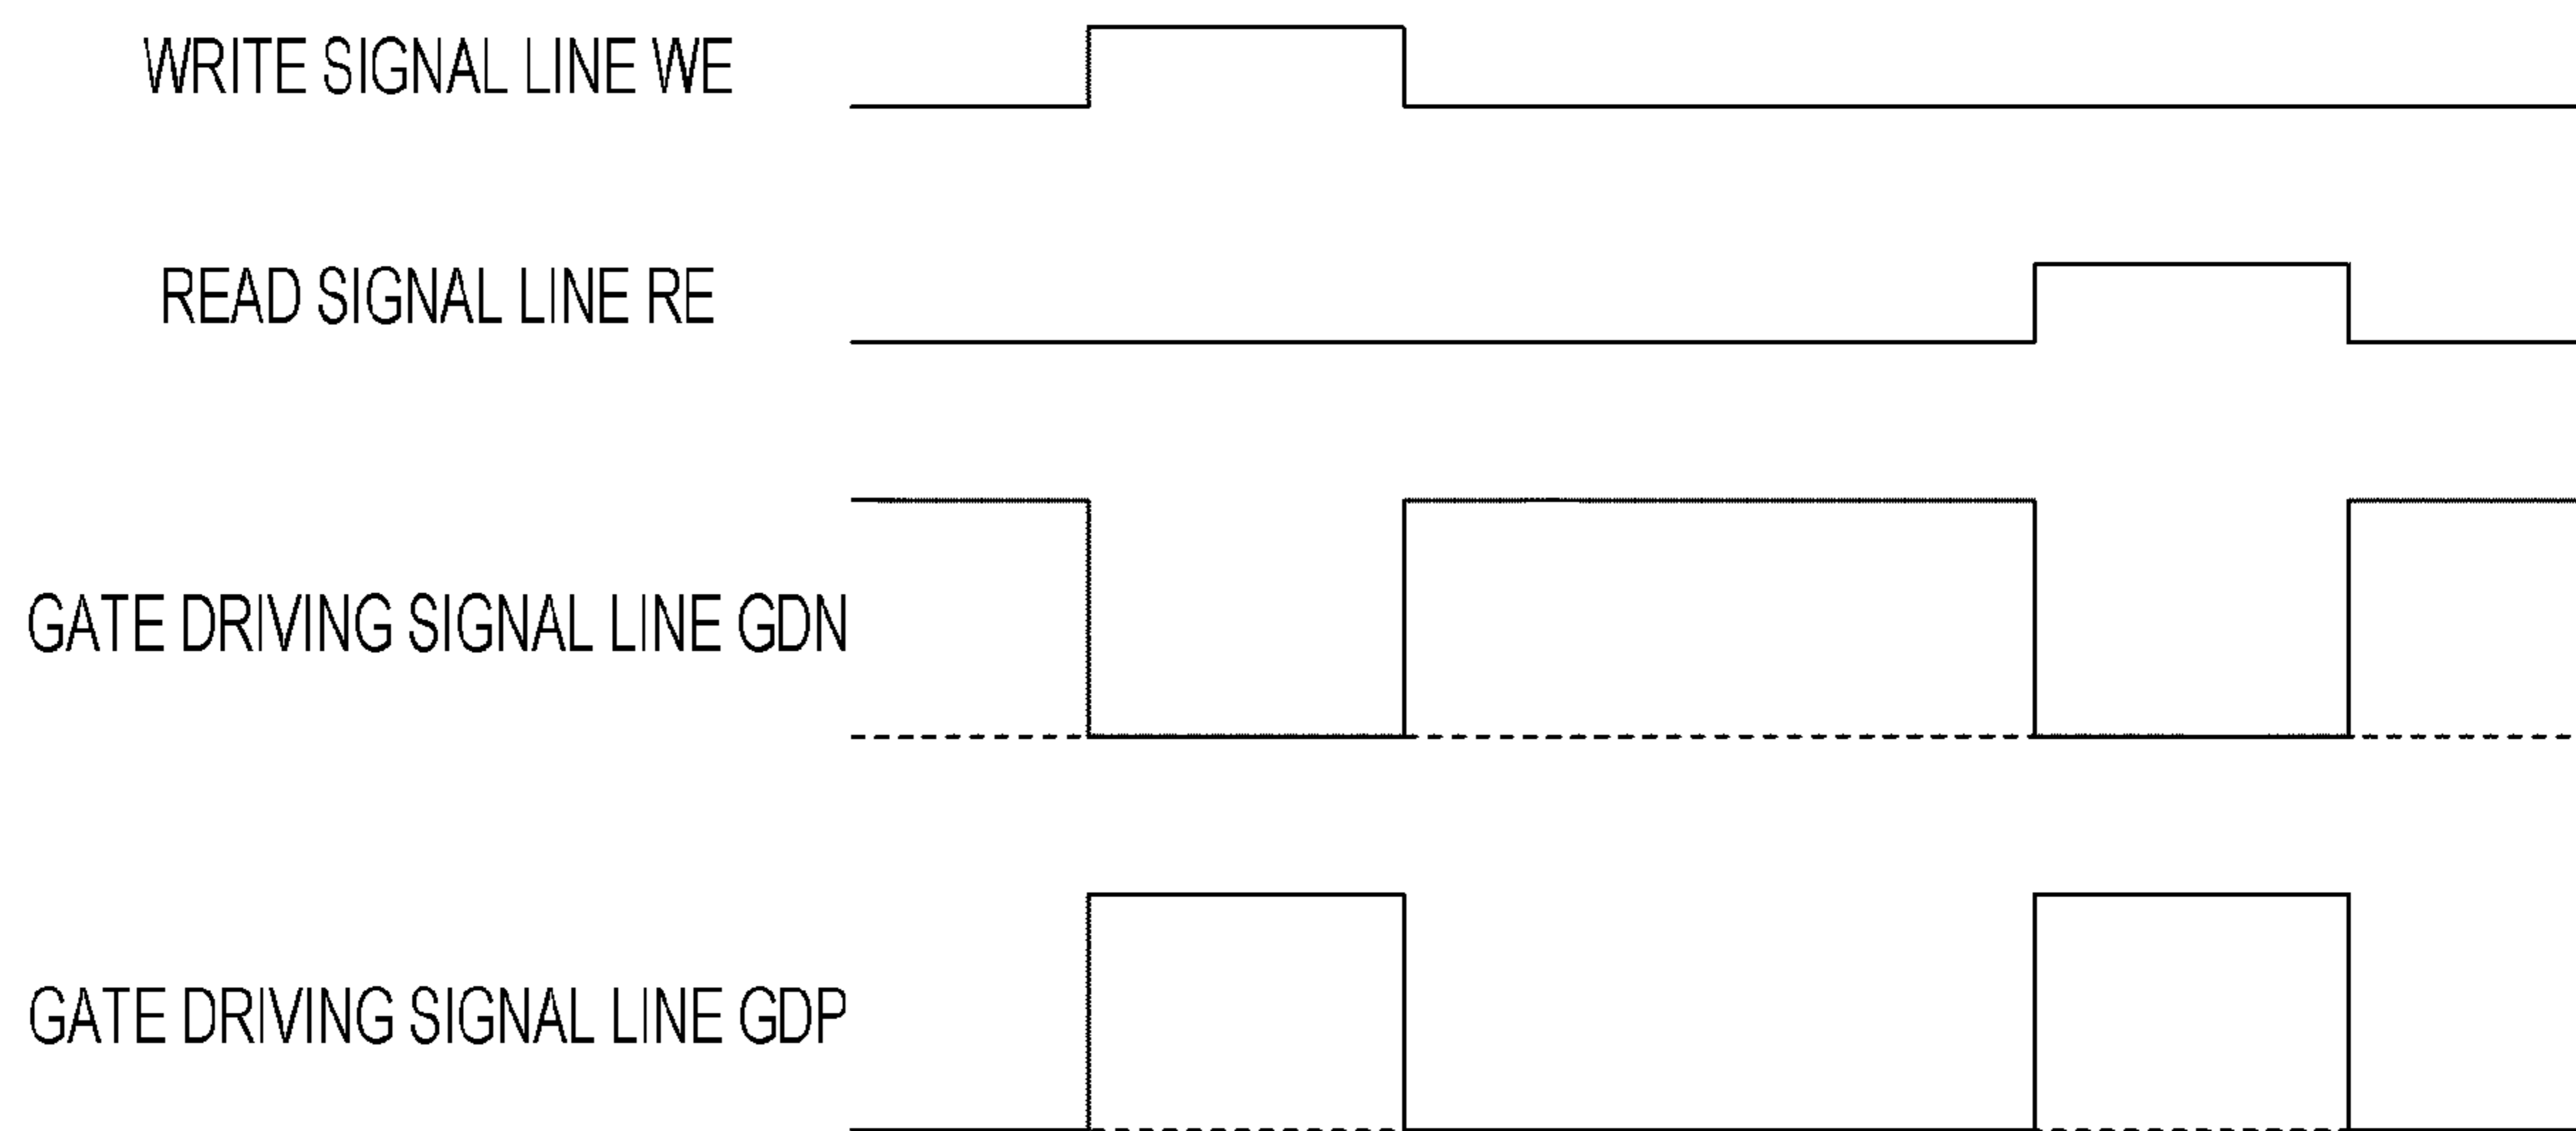 WRITE SIGNAL LINE WE
READ SIGNAL LINE RE
GATE DRIVING SIGNAL LINE GDN
GATE DRIVING SIGNAL LINE GDP